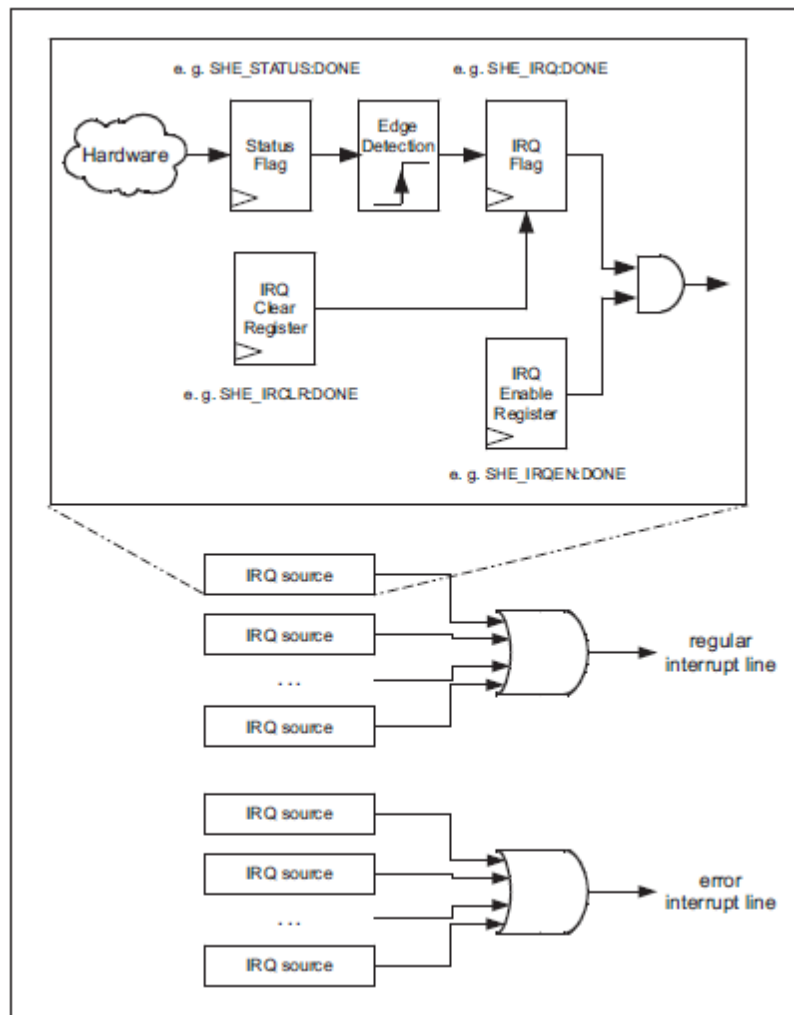 e. g. SHE_STATUS:DONE
e. g. SHE_IRQ:DONE
Hardware
Status
Flag
Edge
Detection
IRQ
Flag
IRQ
Clear
Register
e. g. SHE_IRCLR:DONE
IRQ
Enable
Register
e. g. SHE_IRQEN:DONE
IRQ source
IRQ source
. . .
IRQ source
regular
interrupt line
IRQ source
IRQ source
...
IRQ source
error
interrupt line